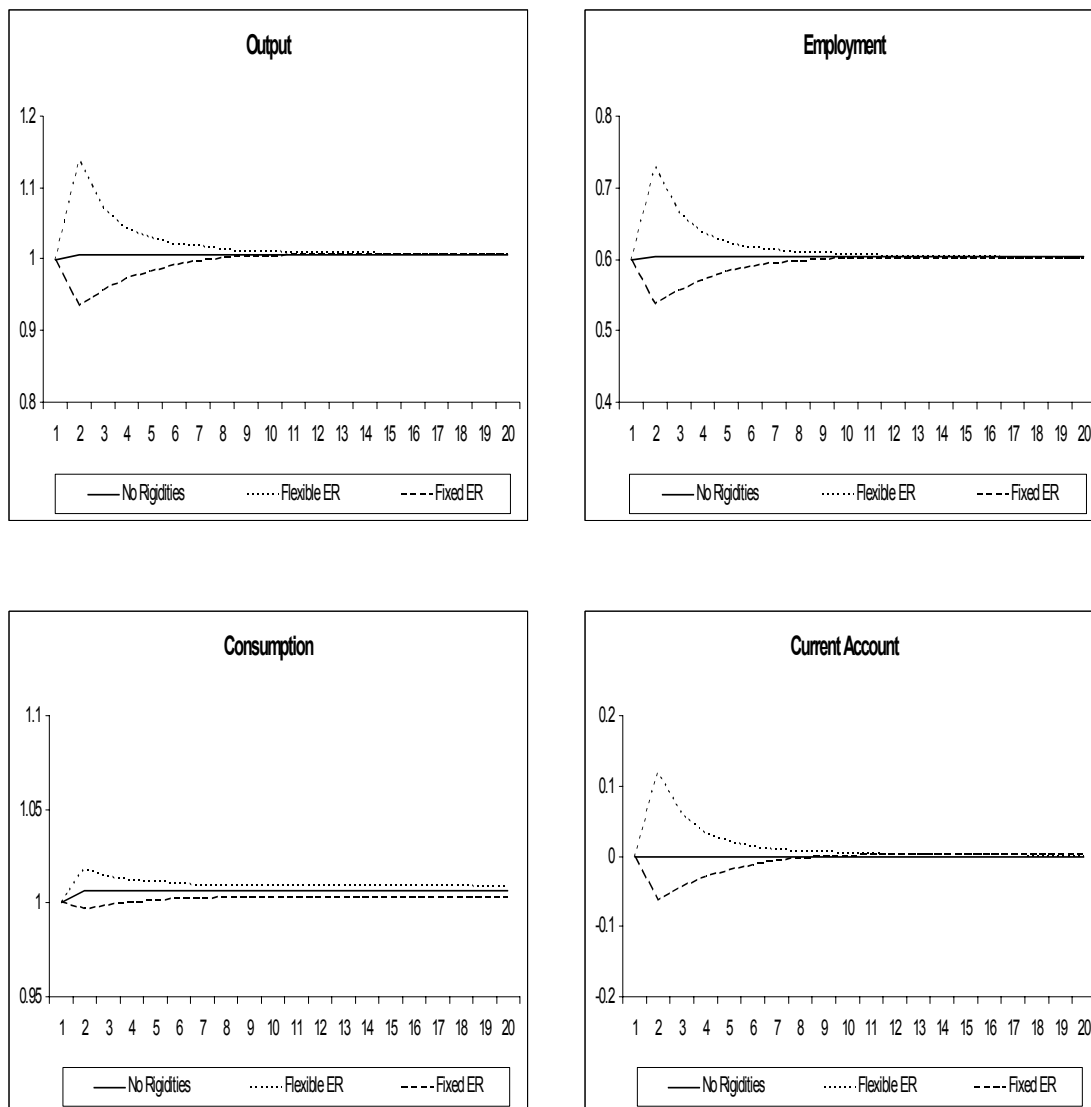 Output
1.2
1.1
1
0.9
0.8
1 2 3 4 5 6 7 8 9 10 11 12 13 14 15 16 17 18 19 20
No Rigidities Flexible ER Fixed ER
Employment
0.8
0.7
0.6
0.5
0.4
1 2 3 4 5 6 7 8 9 10 11 12 13 14 15 16 17 18 19 20
No Rigidities Flexible ER Fixed ER
Consumption
1.1
1.05
1
0.95
1 2 3 4 5 6 7 8 9 10 11 12 13 14 15 16 17 18 19 20
No Rigidities Flexible ER Fixed ER
Current Account
0.2
0.1
0
-0.1
-0.2
1 2 3 4 5 6 7 8 9 10 11 12 13 14 15 16 17 18 19 20
No Rigidities Flexible ER Fixed ER